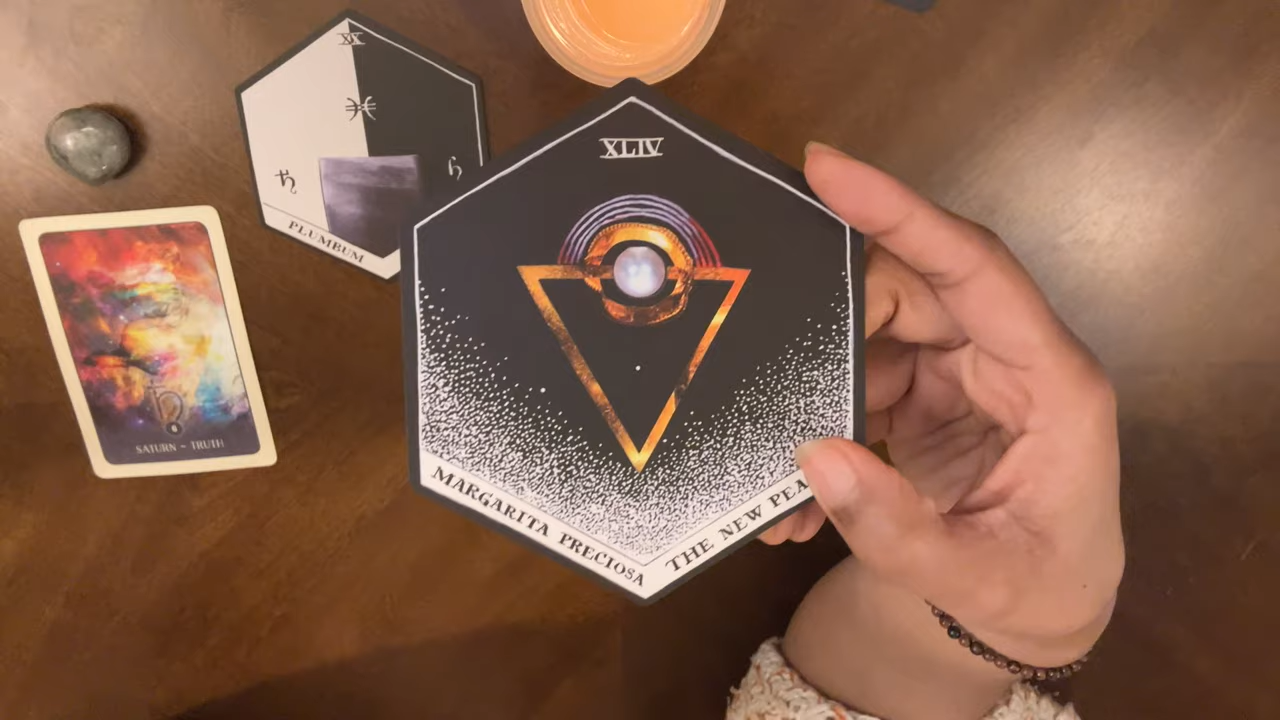 XX
PLUMBUM
XLIV
MARGARITA PRECIOSA
THE NEW PEA
SATURN ~ TRUTH